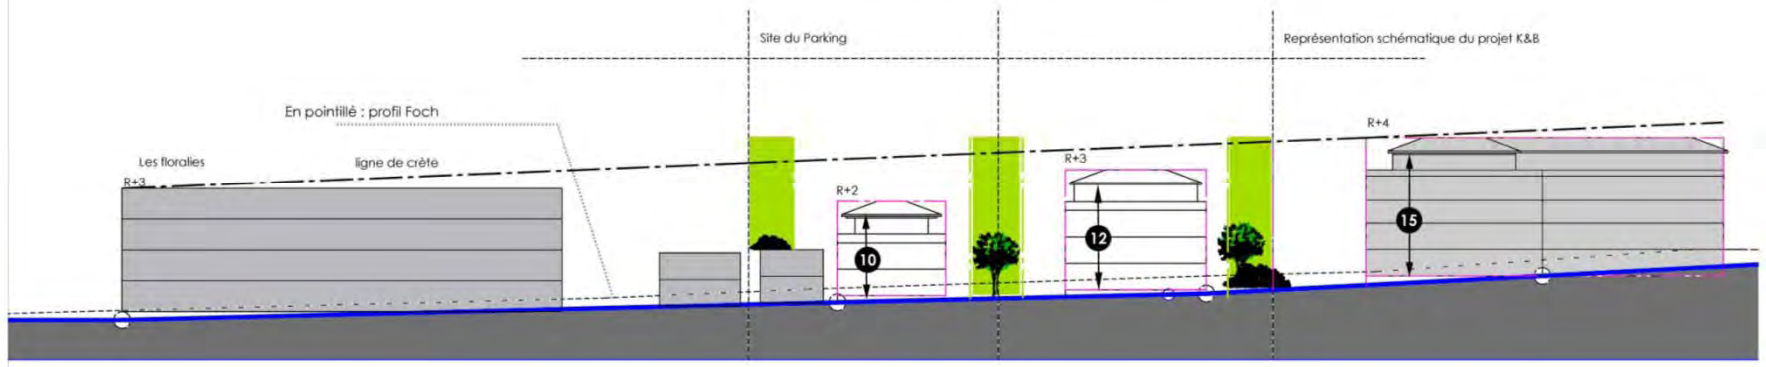 Site du Parking
Représentation schématique du projet K&B
En pointillé : profil Foch
R+4
Les floralies
ligne de crête
R+3
R+3
R+2
15
12
10